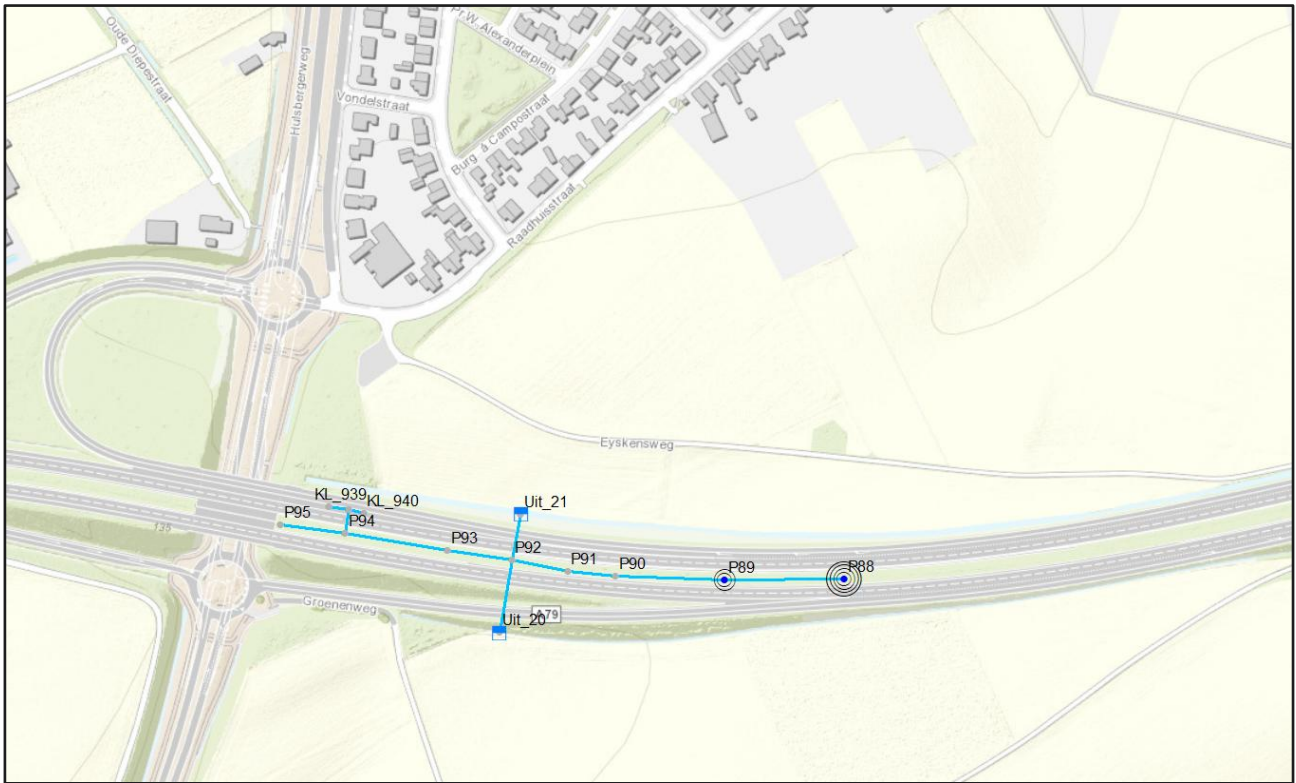 Oude Diepestraat
Hulsbergerweg
Pr.W. Alexanderplein
Vondelstraat
Burg à Campostraat
Raadhuisstraat
Eyskensweg
KL_939
KL_940
Uit_21
P95
P94
P93
P92
P91
P90
P89
P88
Groenenweg
Uit_20
A79